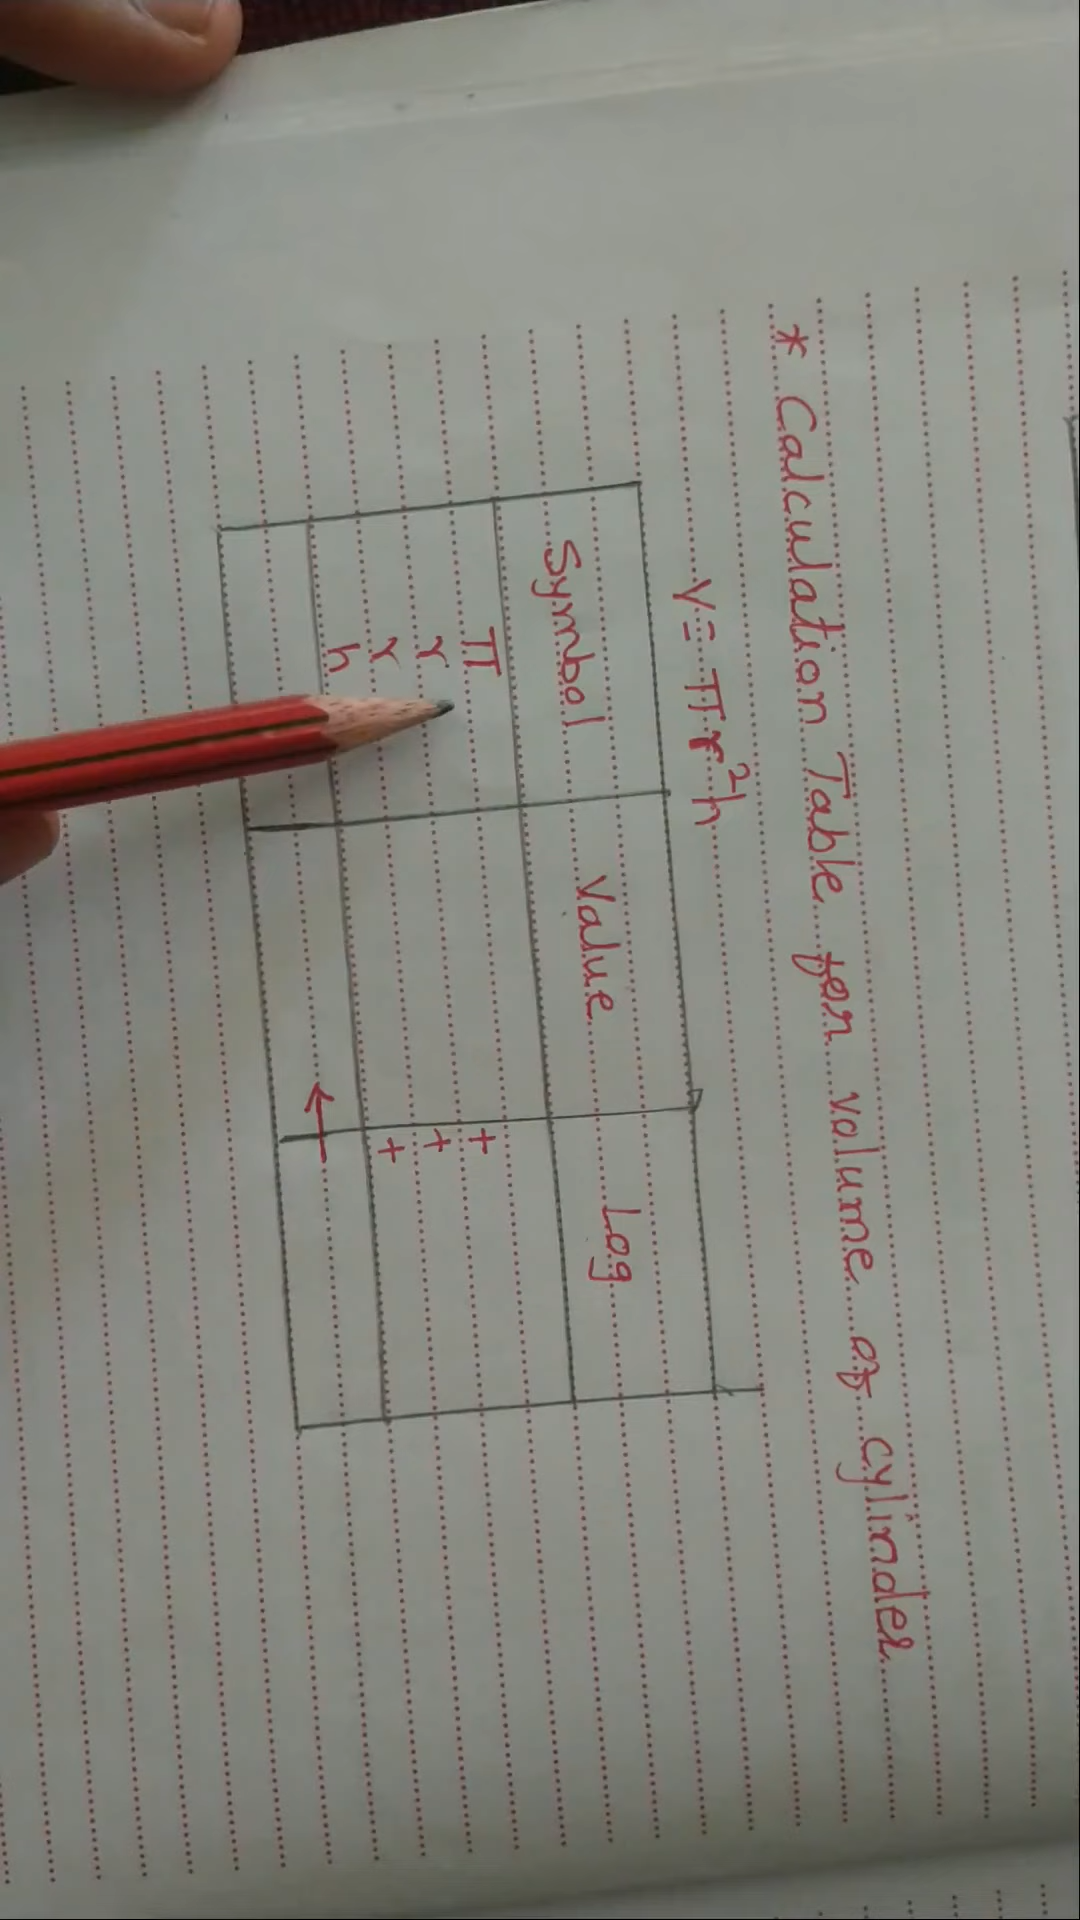 * Calculation Table for volume of cylinder
V = πr²h
Symbol Value Log
π
r +
r +
h +
←